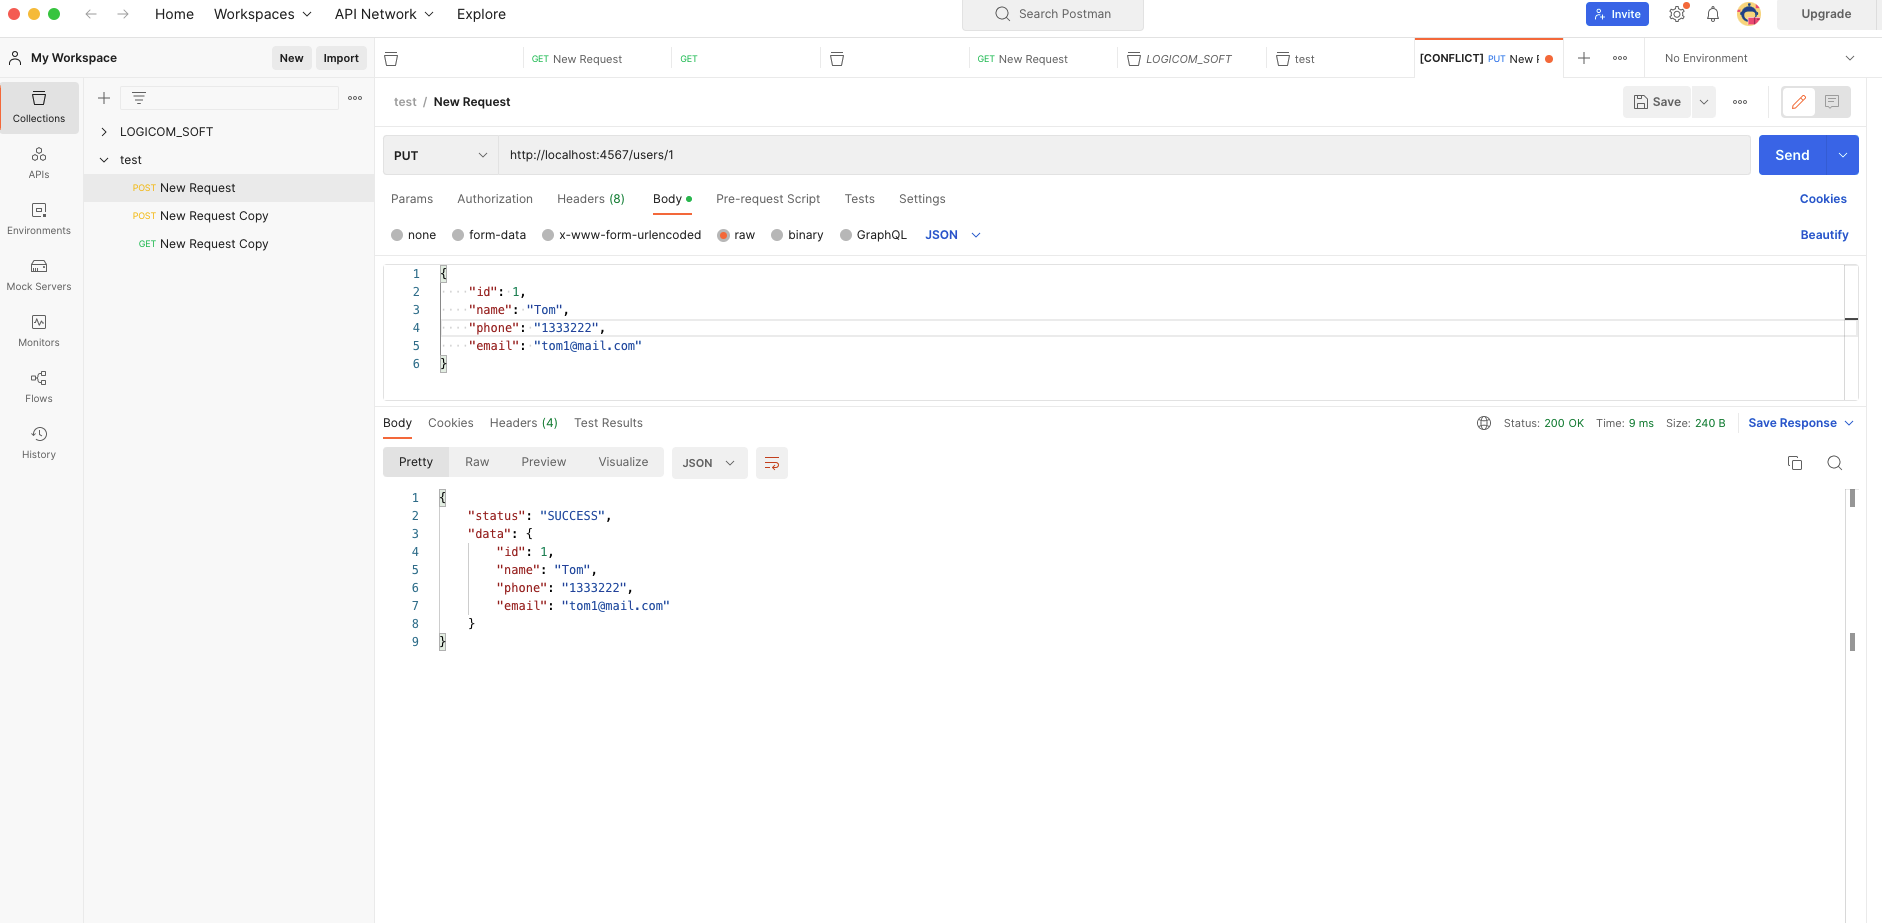 Home Workspaces API Network Explore Search Postman Invite Upgrade
My Workspace New Import
GET New Request GET GET New Request LOGICOM_SOFT test [CONFLICT] PUT New No Environment
Collections
APIs
Environments
Mock Servers
Monitors
Flows
History
LOGICOM_SOFT
test
POST New Request
POST New Request Copy
GET New Request Copy
test / New Request Save
PUT http://localhost:4567/users/1 Send
Params Authorization Headers (8) Body Pre-request Script Tests Settings Cookies
none form-data x-www-form-urlencoded raw binary GraphQL JSON Beautify
1 {
2 "id": 1,
3 "name": "Tom",
4 "phone": "1333222",
5 "email": "tom1@mail.com"
6 }
Body Cookies Headers (4) Test Results Status: 200 OK Time: 9 ms Size: 240 B Save Response
Pretty Raw Preview Visualize JSON
1 {
2 "status": "SUCCESS",
3 "data": {
4 "id": 1,
5 "name": "Tom",
6 "phone": "1333222",
7 "email": "tom1@mail.com"
8 }
9 }